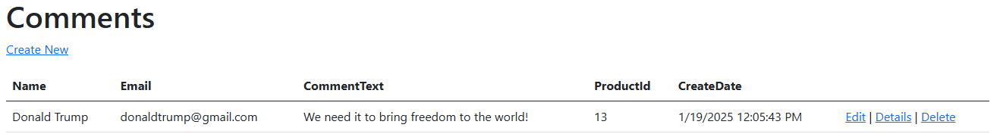 Comments
Create New
Name Email CommentText ProductId CreateDate
Donald Trump donaldtrump@gmail.com We need it to bring freedom to the world! 13 1/19/2025 12:05:43 PM Edit | Details | Delete